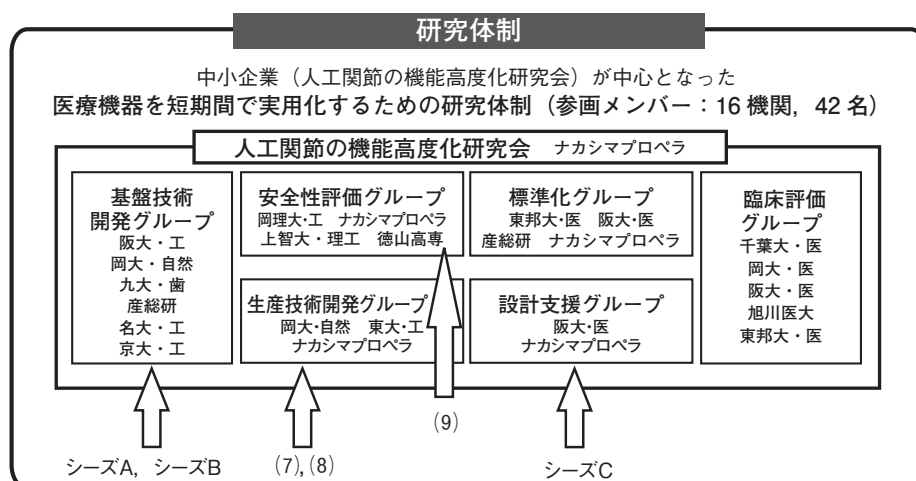 研究体制
中小企業（人工関節の機能高度化研究会）が中心となった
医療機器を短期間で実用化するための研究体制（参画メンバー：16機関，42名）
人工関節の機能高度化研究会 ナカシマプロペラ
基盤技術
開発グループ
阪大・工
岡大・自然
九大・歯
産総研
名大・工
京大・工
安全性評価グループ
岡理大・工 ナカシマプロペラ
上智大・理工 徳山高専
生産技術開発グループ
岡大・自然 東大・工
ナカシマプロペラ
標準化グループ
東邦大・医 阪大・医
産総研 ナカシマプロペラ
設計支援グループ
阪大・医
ナカシマプロペラ
臨床評価
グループ
千葉大・医
岡大・医
阪大・医
旭川医大
東邦大・医
シーズA，シーズB
(7), (8)
(9)
シーズC